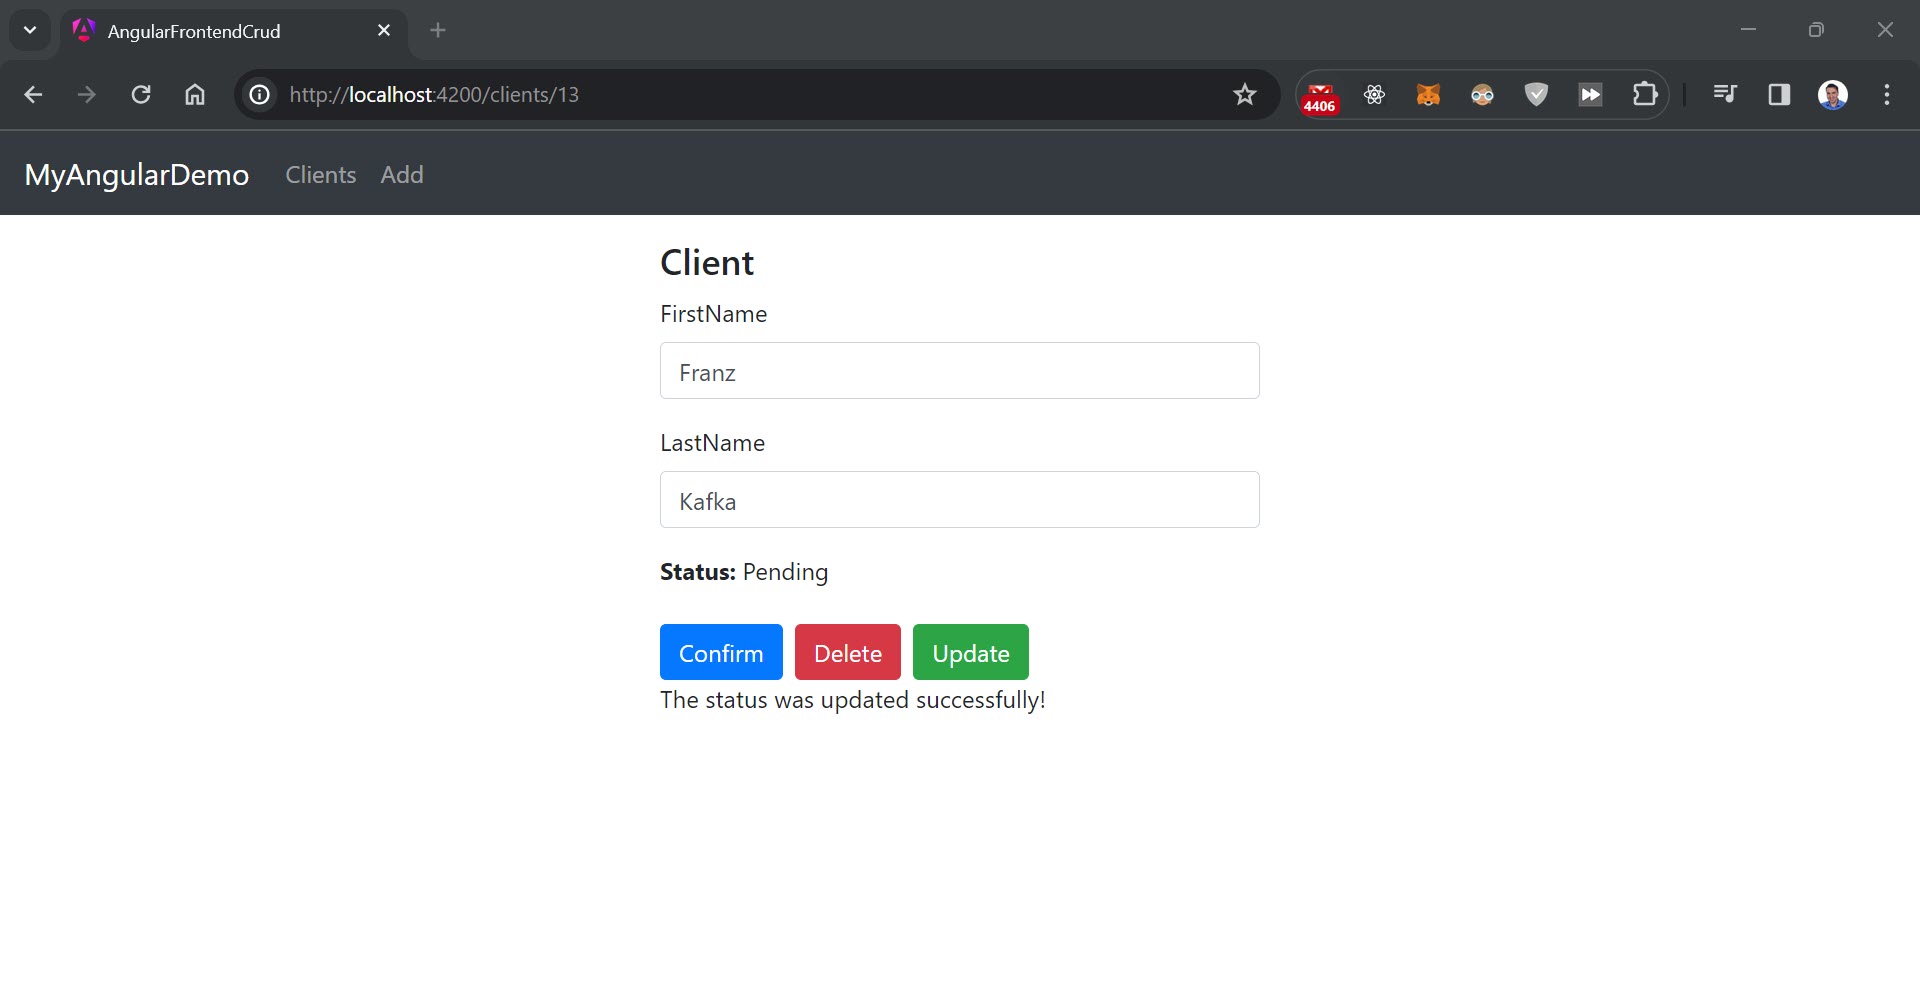 AngularFrontendCrud
http://localhost:4200/clients/13
4406
MyAngularDemo Clients Add
Client
FirstName
Franz
LastName
Kafka
Status: Pending
Confirm Delete Update
The status was updated successfully!